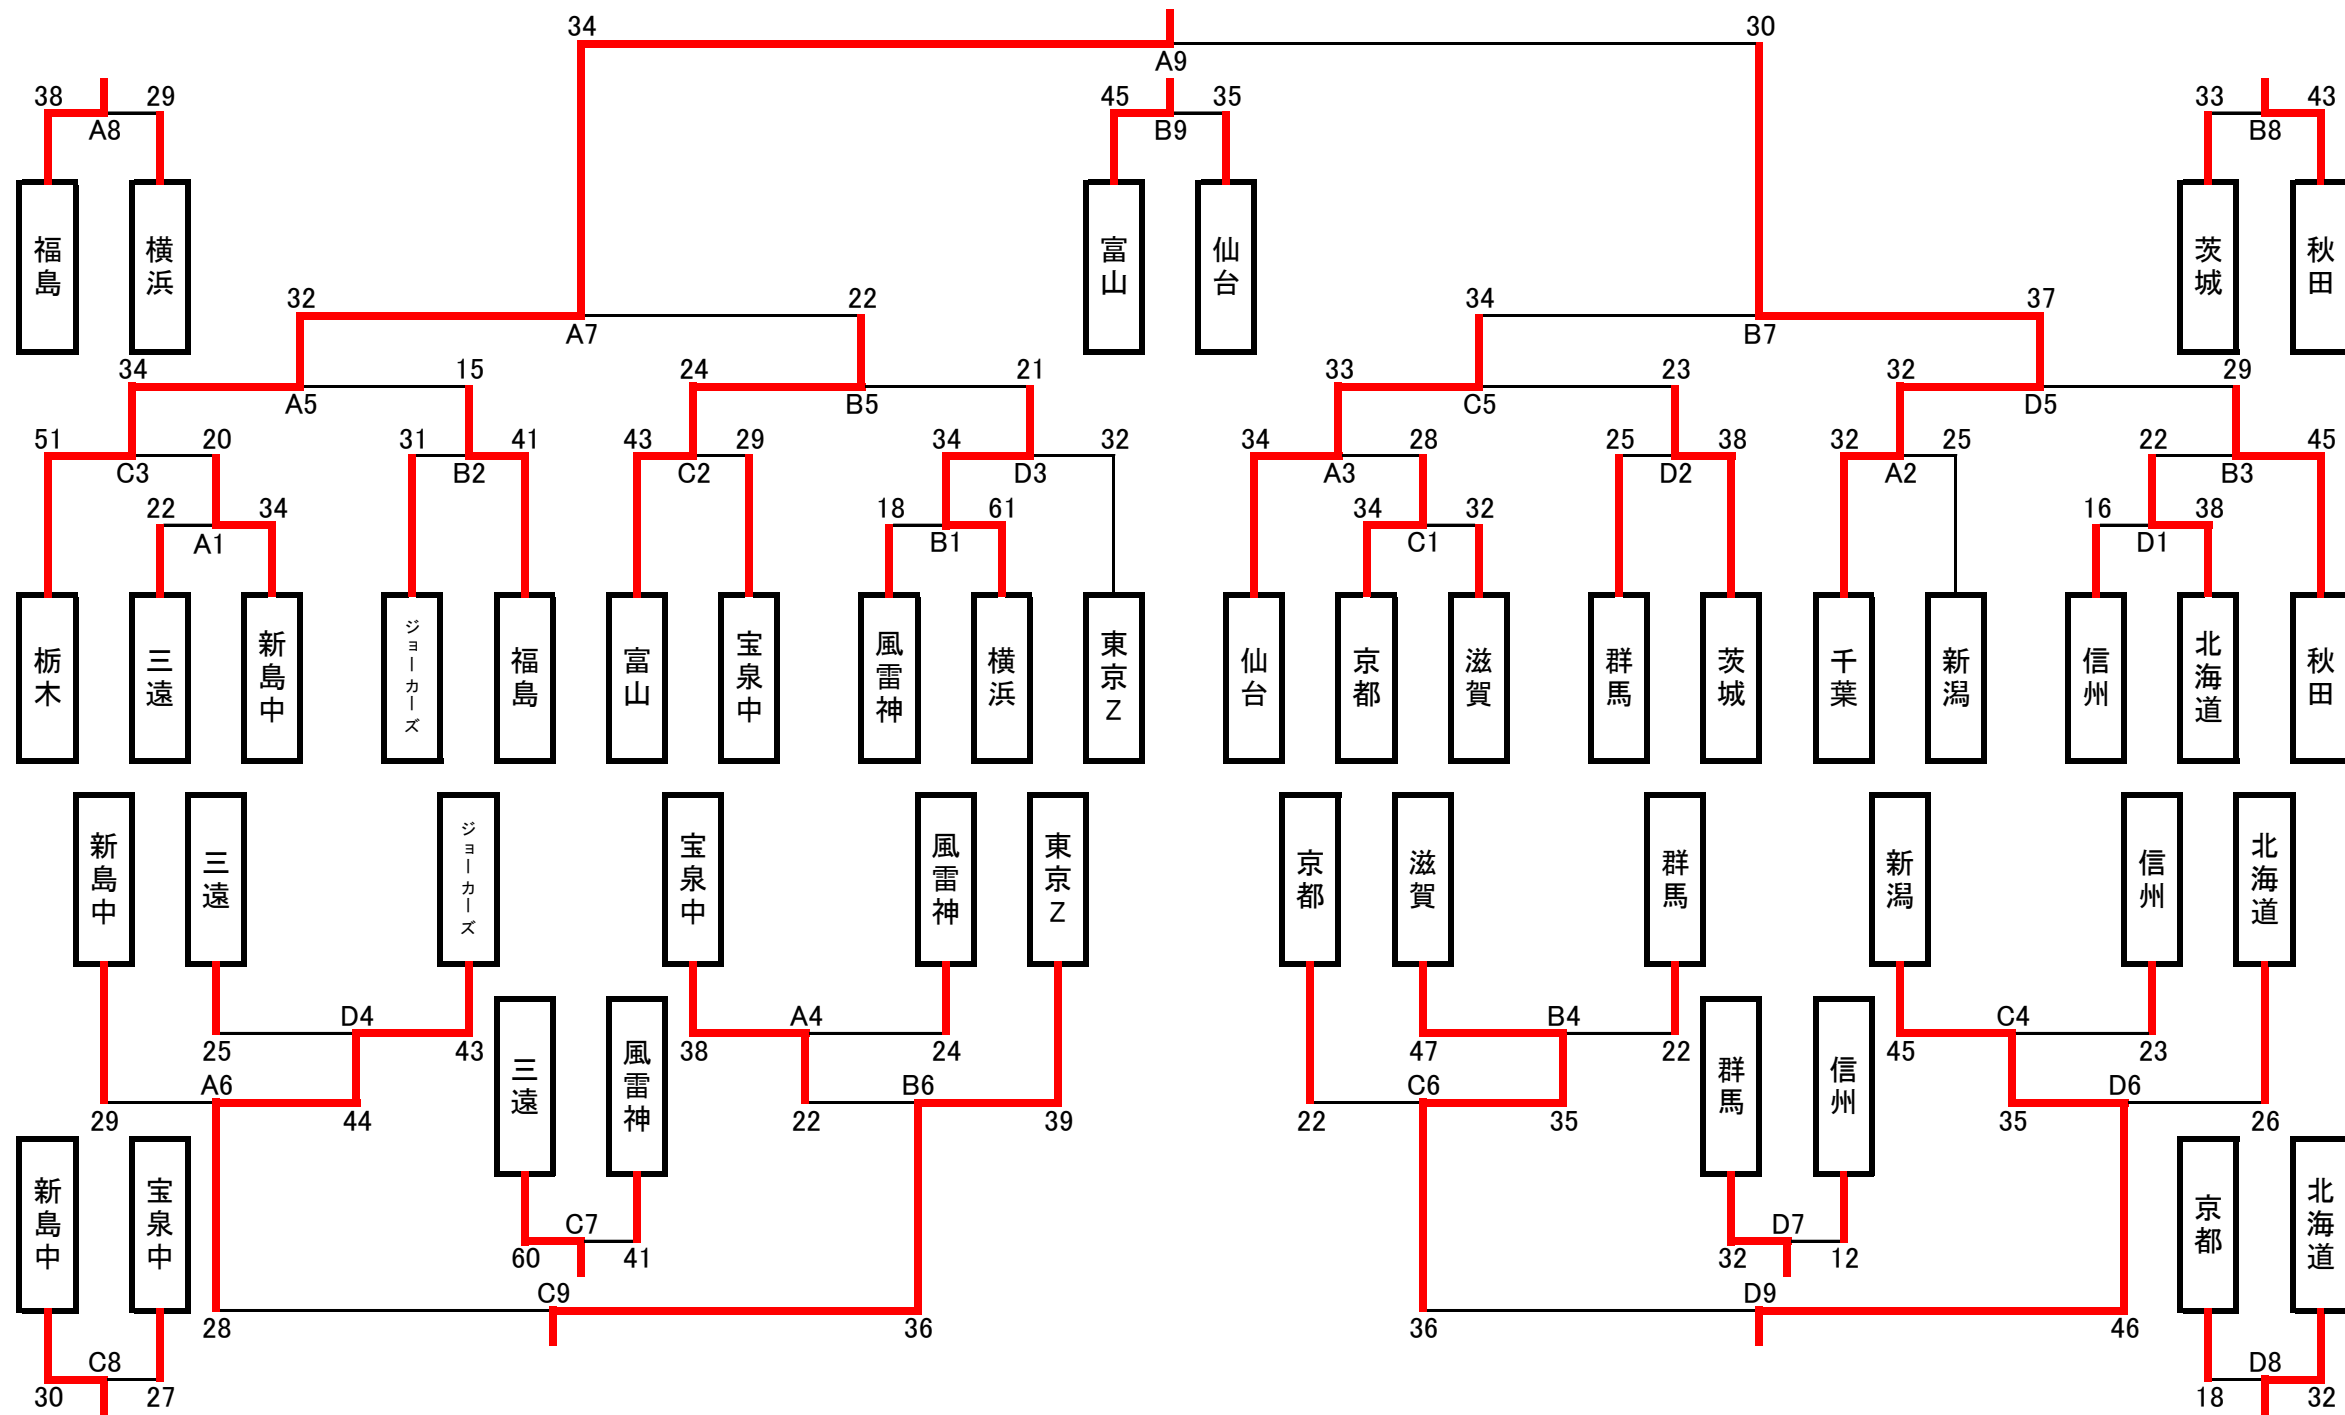 34 30
A9
38 29 45 35 33 43
A8 B9 B8
福島 横浜 富山 仙台 茨城 秋田
32 22 34 37
A7 B7
34 15 24 21 33 23 32 29
A5 B5 C5 D5
51 20 31 41 43 29 34 32 34 28 25 38 32 25 22 45
C3 B2 C2 D3 A3 D2 A2 B3
22 34 18 61 34 32 16 38
A1 B1 C1 D1
栃木 三遠 新島中 ジョーカーズ 福島 富山 宝泉中 風雷神 横浜 東京Z 仙台 京都 滋賀 群馬 茨城 千葉 新潟 信州 北海道 秋田
新島中 三遠 ジョーカーズ 宝泉中 風雷神 東京Z 京都 滋賀 群馬 新潟 信州 北海道
D4 A4 B4 C4
25 43 38 24 47 22 45 23
三遠 風雷神 群馬 信州
A6 B6 C6 D6
29 44 22 39 22 35 35 26
新島中 宝泉中 京都 北海道
C7 D7
60 41 32 12
C9 D9
28 36 36 46
C8 D8
30 27 18 32